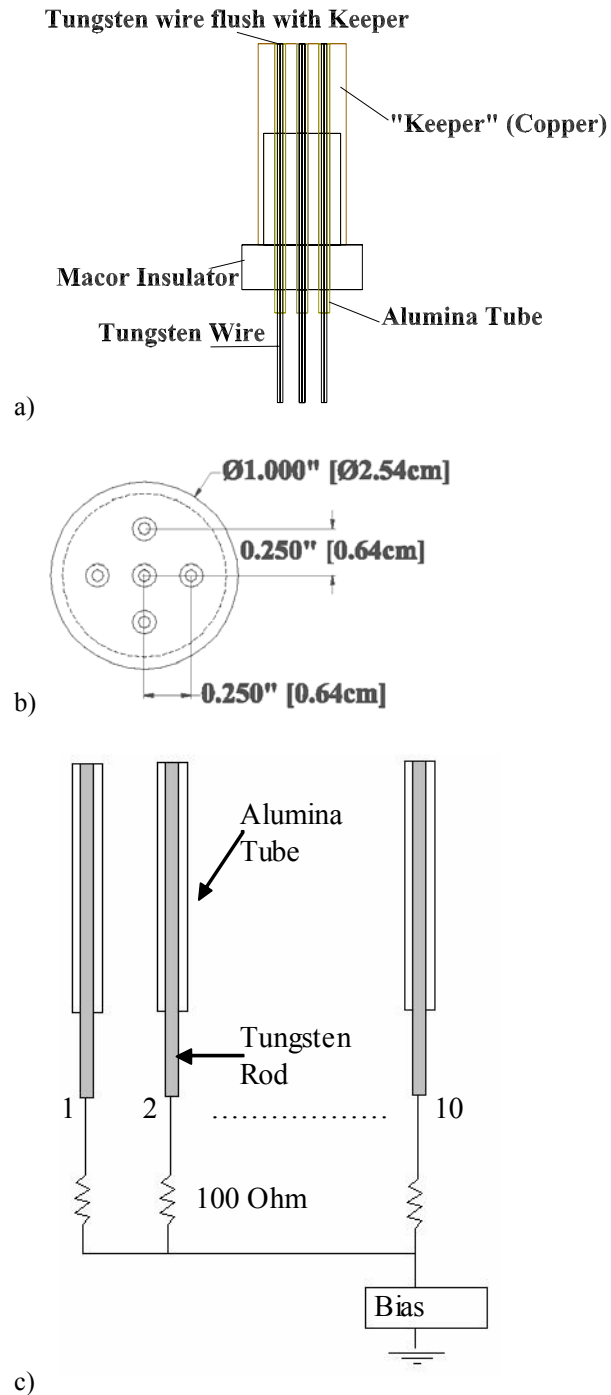 Tungsten wire flush with Keeper
"Keeper" (Copper)
Macor Insulator
Alumina Tube
Tungsten Wire
a)
Ø1.000" [Ø2.54cm]
0.250" [0.64cm]
0.250" [0.64cm]
b)
Alumina
Tube
Tungsten
Rod
1 2 .................... 10
100 Ohm
Bias
c)